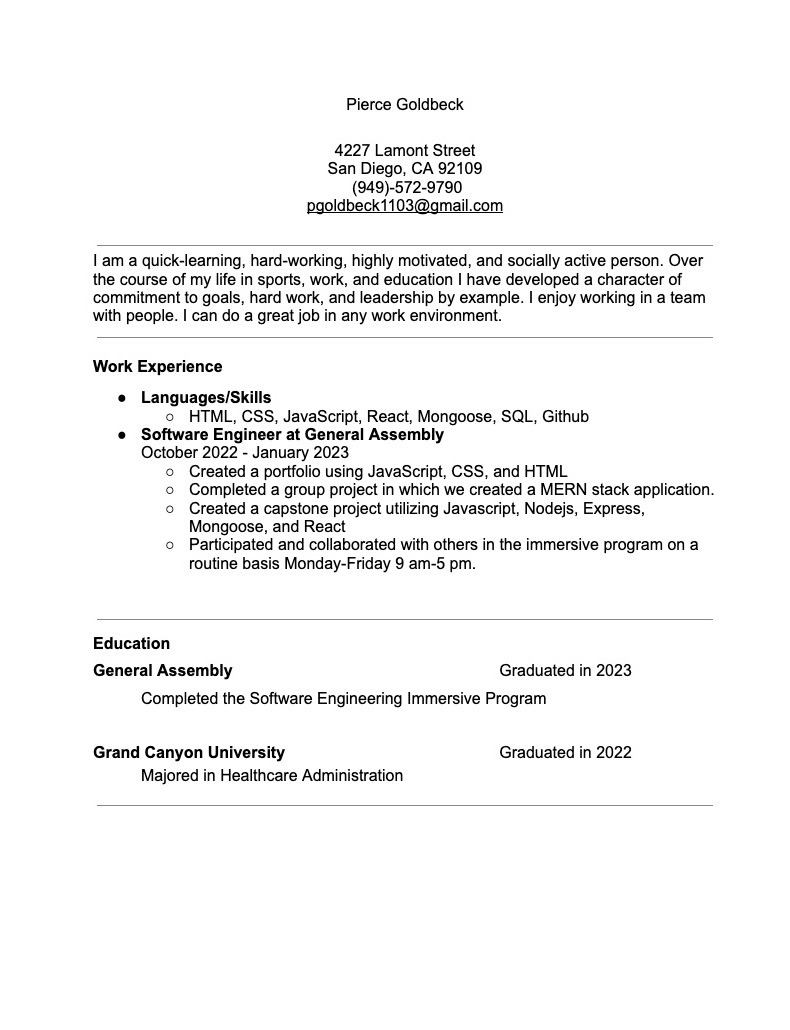 Pierce Goldbeck
4227 Lamont Street
San Diego, CA 92109
(949)-572-9790
pgoldbeck1103@gmail.com
I am a quick-learning, hard-working, highly motivated, and socially active person. Over
the course of my life in sports, work, and education I have developed a character of
commitment to goals, hard work, and leadership by example. I enjoy working in a team
with people. I can do a great job in any work environment.
Work Experience
● Languages/Skills
○ HTML, CSS, JavaScript, React, Mongoose, SQL, Github
● Software Engineer at General Assembly
October 2022 - January 2023
○ Created a portfolio using JavaScript, CSS, and HTML
○ Completed a group project in which we created a MERN stack application.
○ Created a capstone project utilizing Javascript, Nodejs, Express,
Mongoose, and React
○ Participated and collaborated with others in the immersive program on a
routine basis Monday-Friday 9 am-5 pm.
Education
General Assembly Graduated in 2023
Completed the Software Engineering Immersive Program
Grand Canyon University Graduated in 2022
Majored in Healthcare Administration